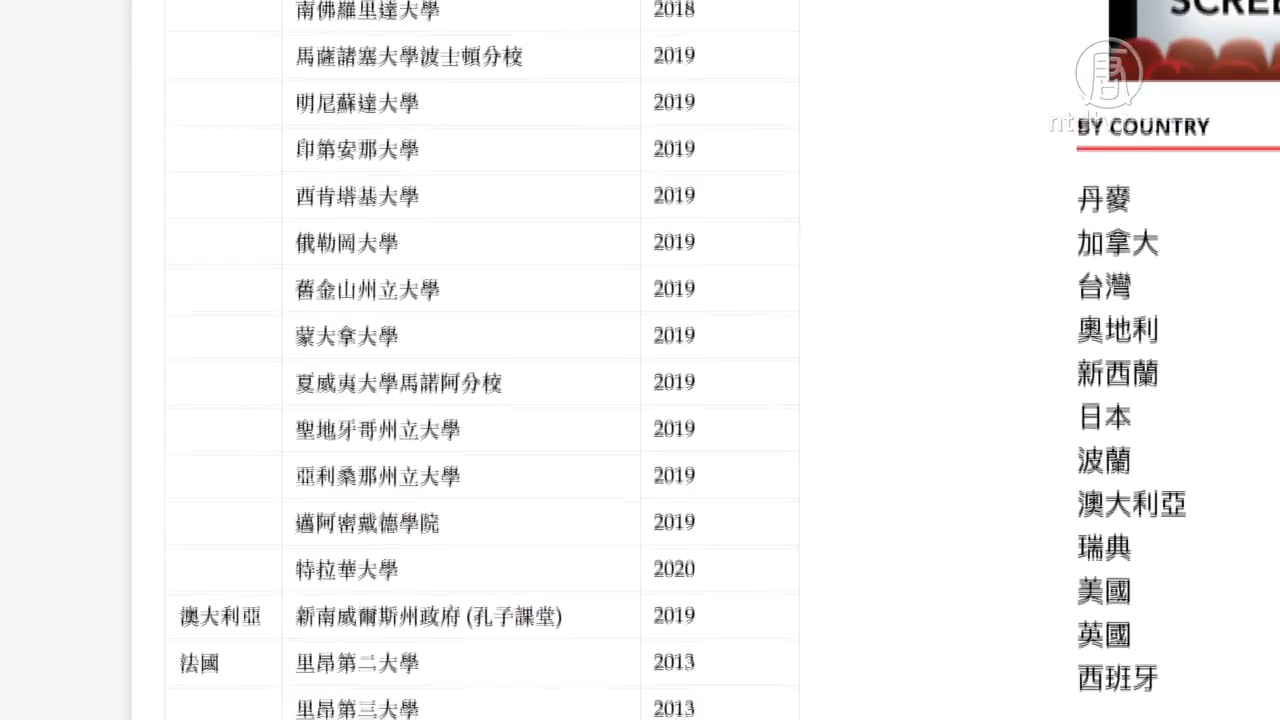 南佛羅里達大學 2018
馬薩諸塞大學波士頓分校 2019
明尼蘇達大學 2019
印第安那大學 2019
西肯塔基大學 2019
俄勒岡大學 2019
舊金山州立大學 2019
蒙大拿大學 2019
夏威夷大學馬諾阿分校 2019
聖地牙哥州立大學 2019
亞利桑那州立大學 2019
邁阿密戴德學院 2019
特拉華大學 2020
澳大利亞 新南威爾斯州政府 (孔子課堂) 2019
法國 里昂第二大學 2013
里昂第三大學 2013
SCREE
唐
BY COUNTRY
丹麥
加拿大
台灣
奧地利
新西蘭
日本
波蘭
澳大利亞
瑞典
美國
英國
西班牙